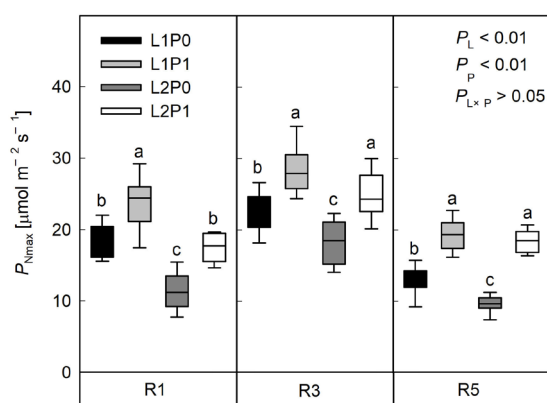 L1P0
L1P1
L2P0
L2P1
P_L < 0.01
P_P < 0.01
P_L× P > 0.05
P_Nmax [μmol m⁻² s⁻¹]
40
30
20
10
0
b
a
c
b
b
a
c
a
b
a
c
a
R1
R3
R5